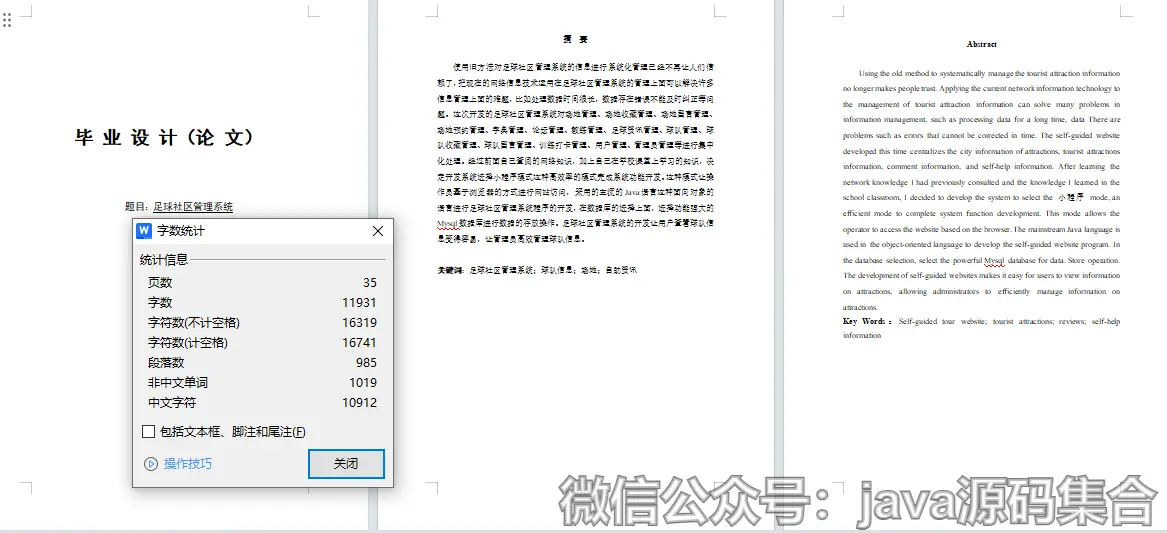 毕 业 设 计（论 文）
题目：足球社区管理系统
字数统计
统计信息
页数 35
字数 11931
字符数(不计空格) 16319
字符数(计空格) 16741
段落数 985
非中文单词 1019
中文字符 10912
包括文本框、脚注和尾注(F)
操作技巧
关闭
摘 要
使用旧方法对足球社区管理系统的信息进行系统化管理已经不再让人们信
赖了，把现在的网络信息技术运用在足球社区管理系统的管理上面可以解决许多
信息管理上面的难题，比如处理数据时间很长，数据存在错误不能及时纠正等问
题。这次开发的足球社区管理系统对场地管理、场地收藏管理、场地留言管理、
场地预约管理、字典管理、论坛管理、教练管理、足球资讯管理、球队管理、球
队收藏管理、球队留言管理、训练打卡管理、用户管理、管理员管理等进行集中
化处理。经过前面自己查阅的网络知识，加上自己在学校课堂上学习的知识，决
定开发系统选择小程序模式这种高效率的模式完成系统功能开发。这种模式让操
作员基于浏览器的方式进行网站访问，采用的主流的Java语言这种面向对象的
语言进行足球社区管理系统程序的开发，在数据库的选择上面，选择功能强大的
Mysql数据库进行数据的存放操作。足球社区管理系统的开发让用户查看球队信
息变得容易，让管理员高效管理球队信息。
关键词：足球社区管理系统；球队信息；场地；自助资讯
Abstract
Using the old method to systematically manage the tourist attraction information
no longer makes people trust. Applying the current network information technology to
the management of tourist attraction information can solve many problems in
information management, such as processing data for a long time, data There are
problems such as errors that cannot be corrected in time. The self-guided website
developed this time centralizes the city information of attractions, tourist attractions
information, comment information, and self-help information. After learning the
network knowledge I had previously consulted and the knowledge I learned in the
school classroom, I decided to develop the system to select the 小程序 mode, an
efficient mode to complete system function development. This mode allows the
operator to access the website based on the browser. The mainstream Java language is
used in the object-oriented language to develop the self-guided website program. In
the database selection, select the powerful Mysql database for data. Store operation.
The development of self-guided websites makes it easy for users to view information
on attractions, allowing administrators to efficiently manage information on
attractions.
Key Words： Self-guided tour website; tourist attractions; reviews; self-help
information
微信公众号：java源码集合